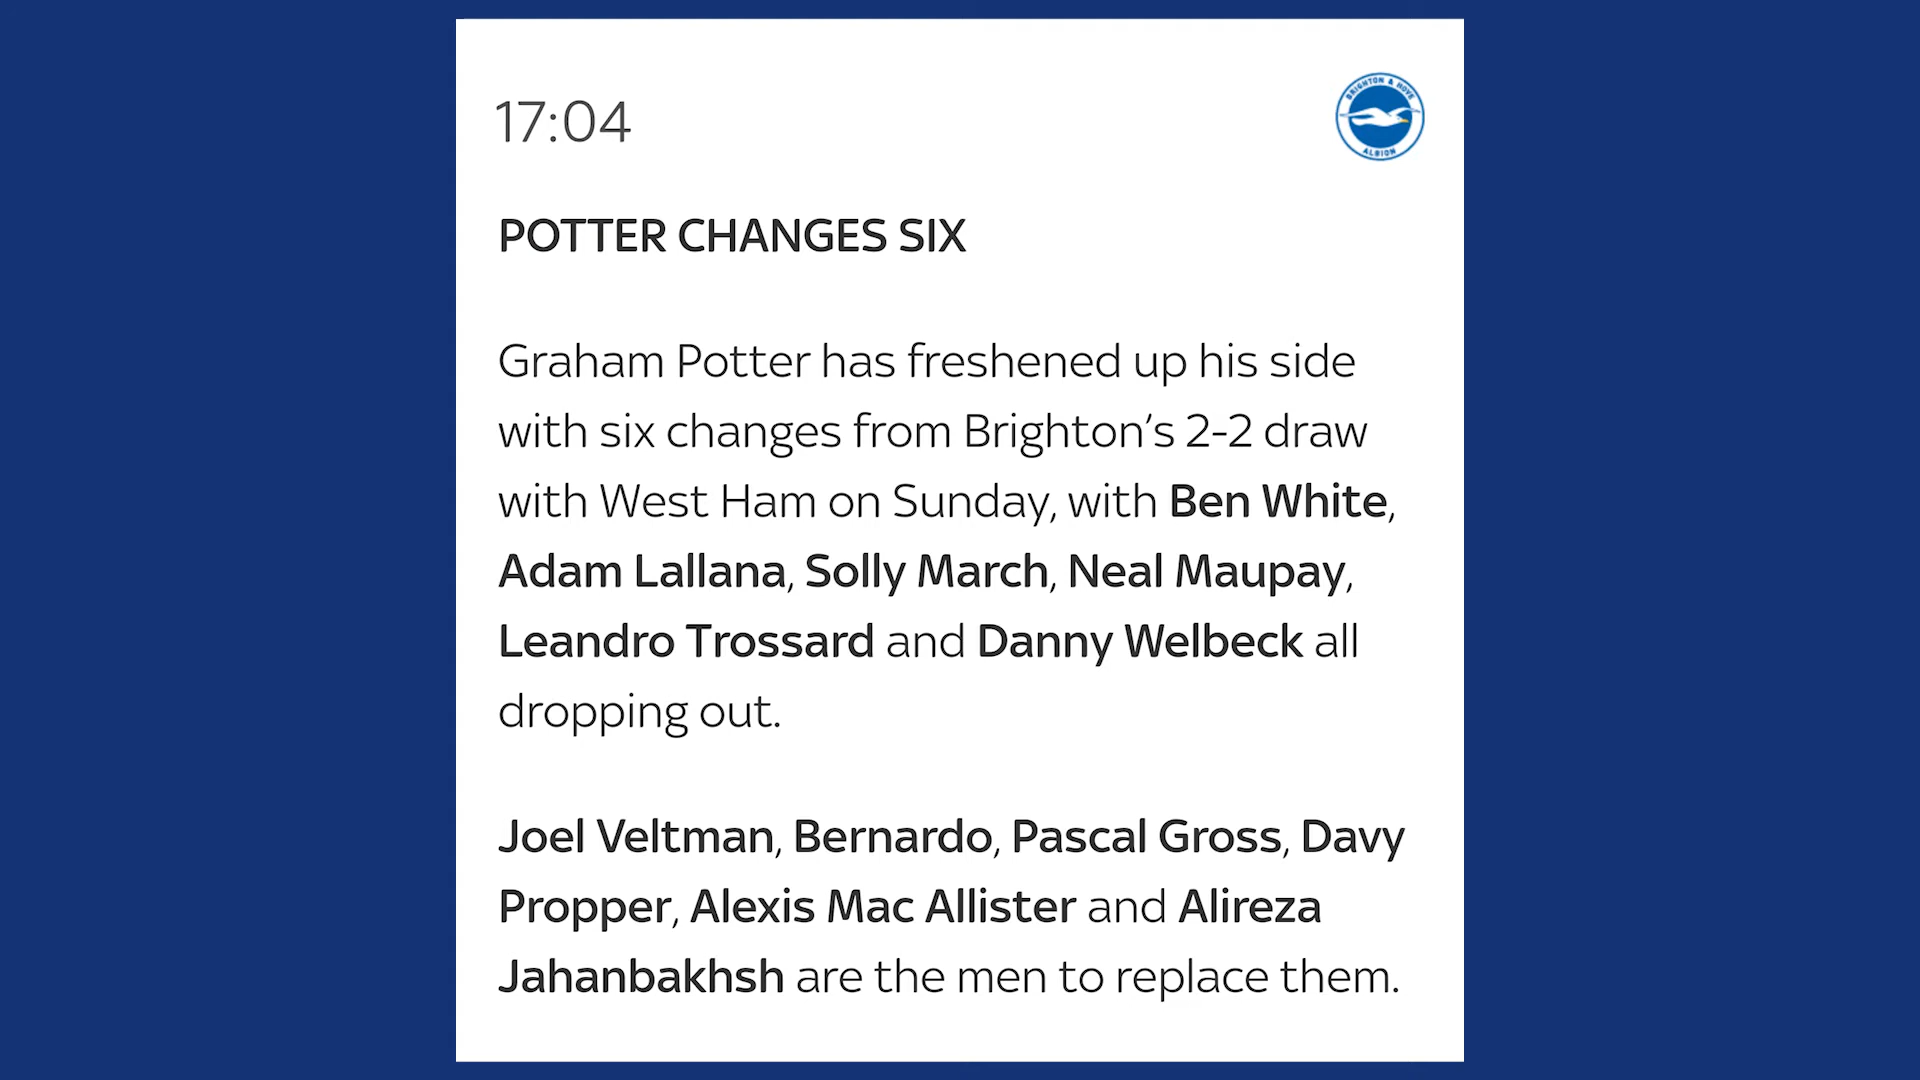 17:04
BRIGHTON & HOVE
ALBION
POTTER CHANGES SIX
Graham Potter has freshened up his side
with six changes from Brighton’s 2-2 draw
with West Ham on Sunday, with Ben White,
Adam Lallana, Solly March, Neal Maupay,
Leandro Trossard and Danny Welbeck all
dropping out.
Joel Veltman, Bernardo, Pascal Gross, Davy
Propper, Alexis Mac Allister and Alireza
Jahanbakhsh are the men to replace them.